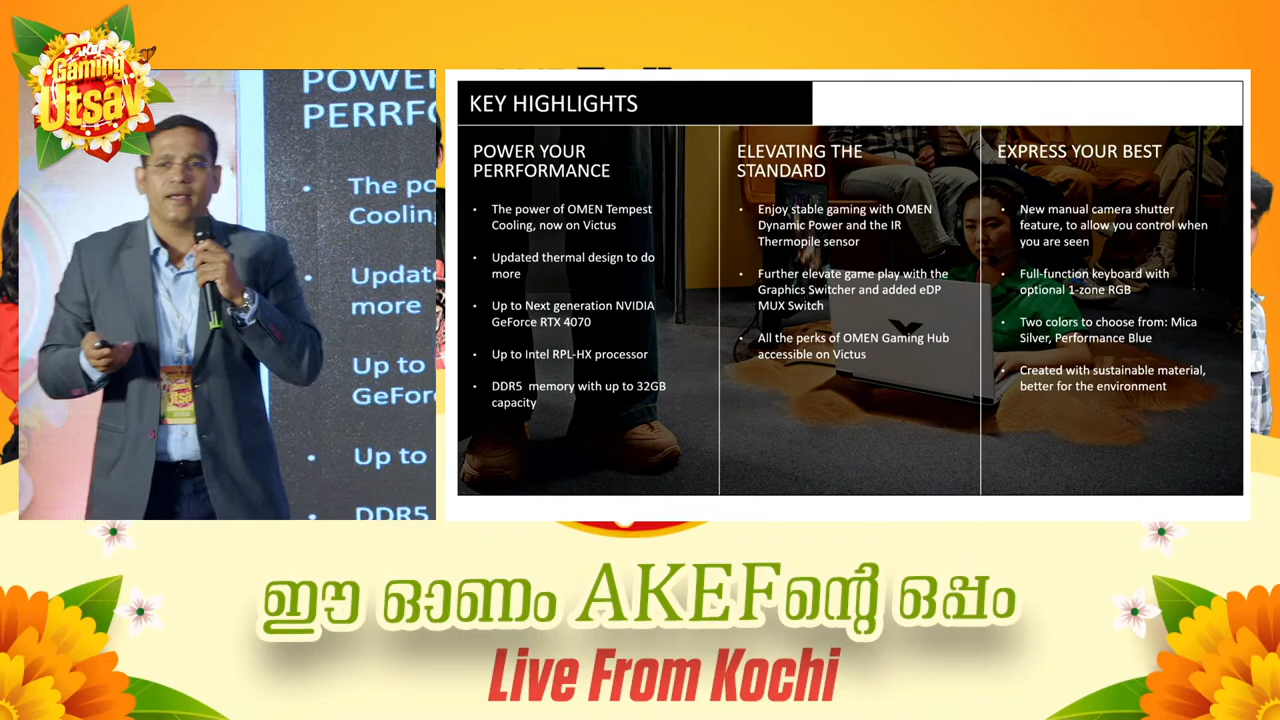 AKEF
Gaming
Utsav
POWER
PERRFO
The po
Cooling
Update
more
Up to
GeForc
Up to
DDR5
KEY HIGHLIGHTS
POWER YOUR
PERRFORMANCE
• The power of OMEN Tempest
Cooling, now on Victus
• Updated thermal design to do
more
• Up to Next generation NVIDIA
GeForce RTX 4070
• Up to Intel RPL-HX processor
• DDR5 memory with up to 32GB
capacity
ELEVATING THE
STANDARD
• Enjoy stable gaming with OMEN
Dynamic Power and the IR
Thermopile sensor
• Further elevate game play with the
Graphics Switcher and added eDP
MUX Switch
• All the perks of OMEN Gaming Hub
accessible on Victus
EXPRESS YOUR BEST
• New manual camera shutter
feature, to allow you control when
you are seen
• Full-function keyboard with
optional 1-zone RGB
• Two colors to choose from: Mica
Silver, Performance Blue
• Created with sustainable material,
better for the environment
ഈ ഓണം AKEFന്റെ ഒപ്പം
Live From Kochi